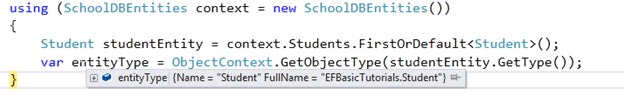 using (SchoolDBEntities context = new SchoolDBEntities())
{
Student studentEntity = context.Students.FirstOrDefault<Student>();
var entityType = ObjectContext.GetObjectType(studentEntity.GetType());
} entityType {Name = "Student" FullName = "EFBasicTutorials.Student"}